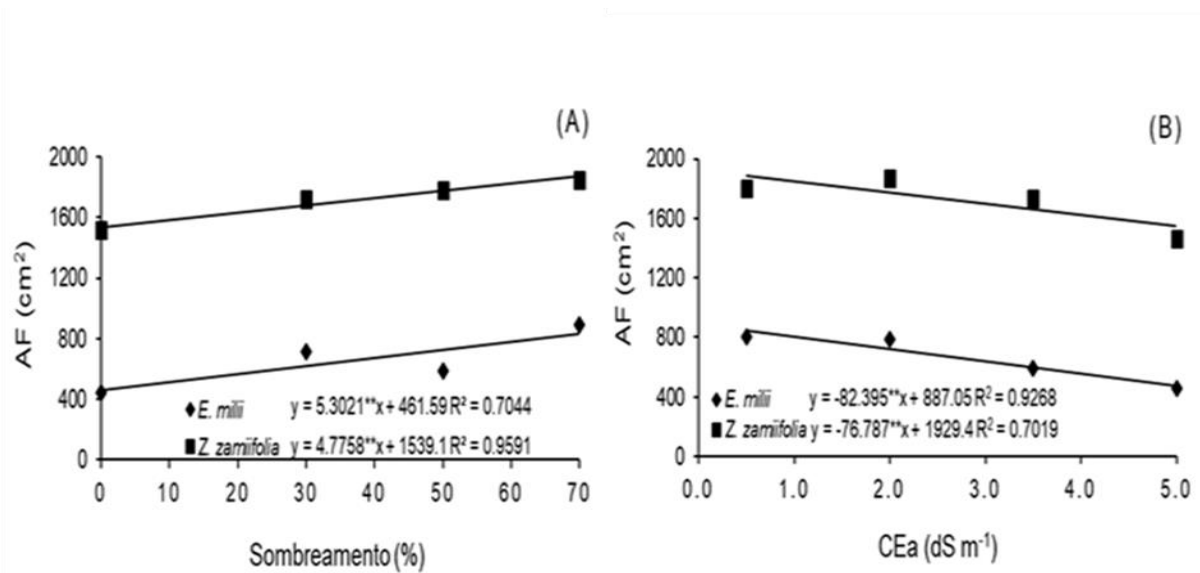 (A)
2000
1600
1200
800
400
0
AF (cm²)
E. milii y = 5.3021**x + 461.59 R² = 0.7044
Z. zamiifolia y = 4.7758**x + 1539.1 R² = 0.9591
0 10 20 30 40 50 60 70
Sombreamento (%)
(B)
2000
1600
1200
800
400
0
AF (cm²)
E. milii y = -82.395**x + 887.05 R² = 0.9268
Z. zamiifolia y = -76.787**x + 1929.4 R² = 0.7019
0.0 1.0 2.0 3.0 4.0 5.0
CEa (dS m⁻¹)